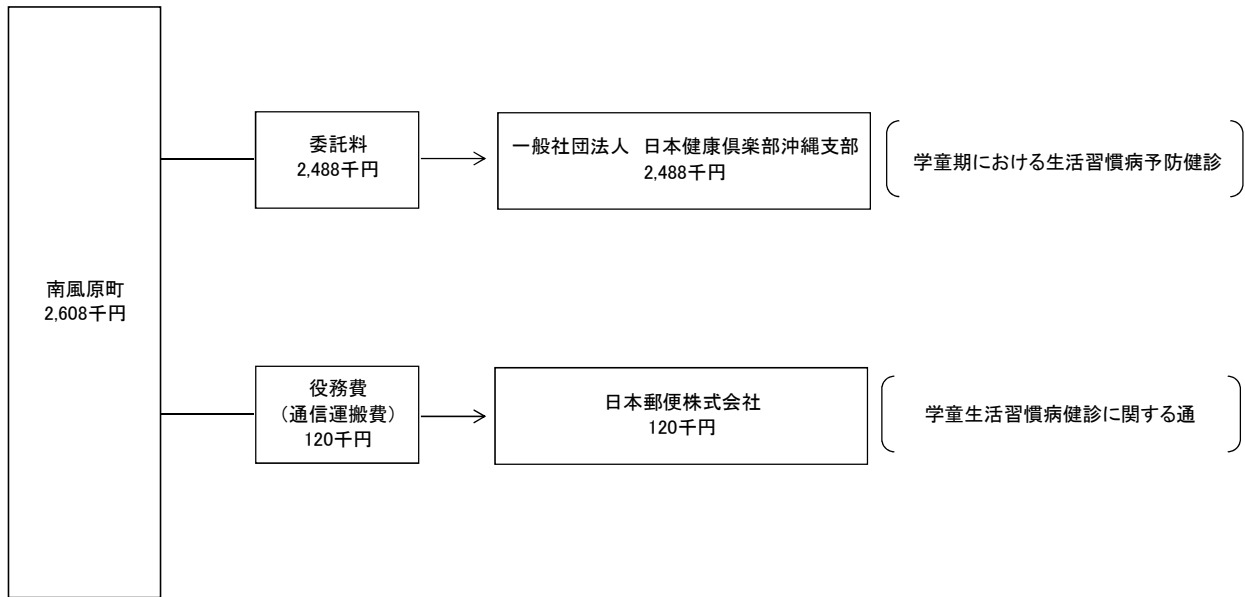 南風原町
2,608千円
委託料
2,488千円
一般社団法人 日本健康倶楽部沖縄支部
2,488千円
学童期における生活習慣病予防健診
役務費
(通信運搬費)
120千円
日本郵便株式会社
120千円
学童生活習慣病健診に関する通